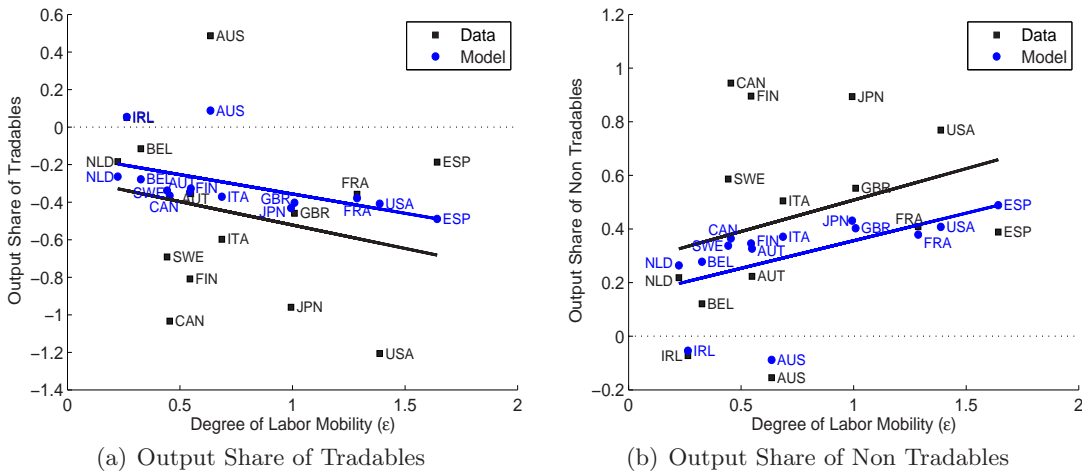 0.6
0.4
0.2
0
−0.2
−0.4
−0.6
−0.8
−1
−1.2
−1.4
Output Share of Tradables
Data
Model
AUS
IRL
AUS
NLD
BEL
NLD
BEL
SWE
AUT
FIN
CAN
AUT
ITA
GBR
JPN
GBR
FRA
FRA
USA
ESP
ESP
ITA
SWE
FIN
CAN
JPN
USA
0
0.5
1
1.5
2
Degree of Labor Mobility (ε)
(a) Output Share of Tradables
1.2
1
0.8
0.6
0.4
0.2
0
0.2
Output Share of Non Tradables
Data
Model
CAN
FIN
JPN
USA
SWE
ITA
GBR
ESP
JPN
GBR
FRA
FRA
USA
ESP
CAN
SWE
FIN
AUT
ITA
NLD
BEL
NLD
AUT
BEL
IRL
IRL
AUS
AUS
0
0.5
1
1.5
2
Degree of Labor Mobility (ε)
(b) Output Share of Non Tradables